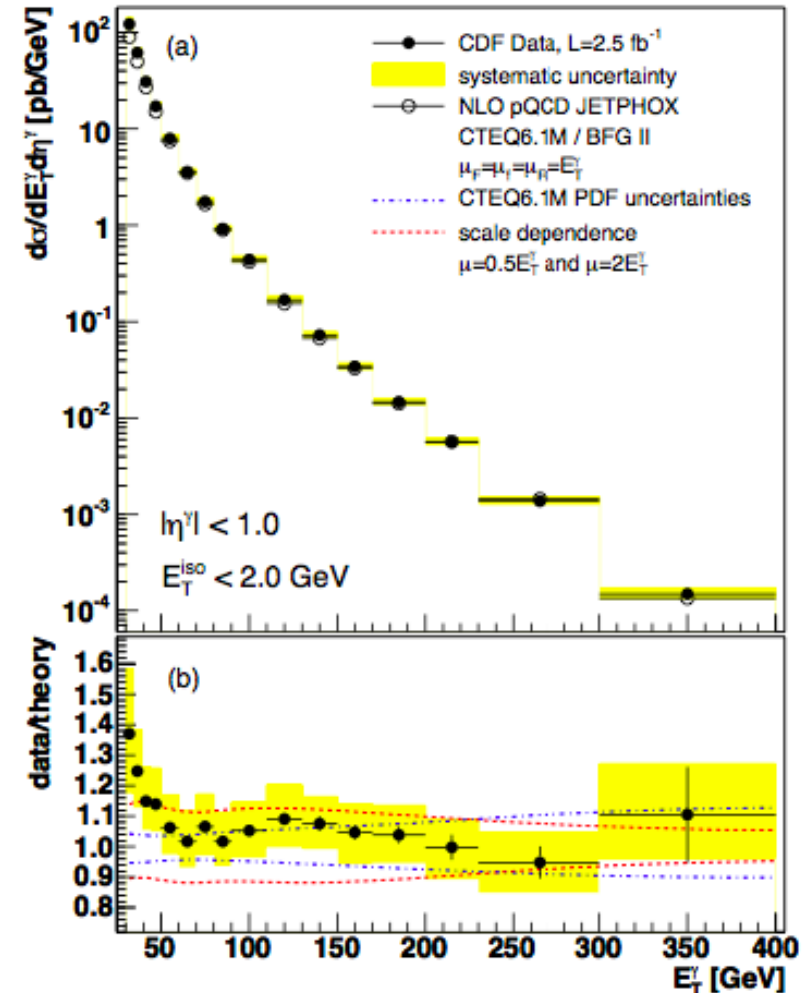 dσ/dE_T^γ dη^γ [pb/GeV]
10²
10
1
10⁻¹
10⁻²
10⁻³
10⁻⁴
(a)
CDF Data, L=2.5 fb⁻¹
systematic uncertainty
NLO pQCD JETPHOX
CTEQ6.1M / BFG II
μ_F=μ_f=μ_R=E_T^γ
CTEQ6.1M PDF uncertainties
scale dependence
μ=0.5E_T^γ and μ=2E_T^γ
|η^γ| < 1.0
E_T^iso < 2.0 GeV
data/theory
1.6
1.5
1.4
1.3
1.2
1.1
1.0
0.9
0.8
(b)
50 100 150 200 250 300 350 400
E_T^γ [GeV]